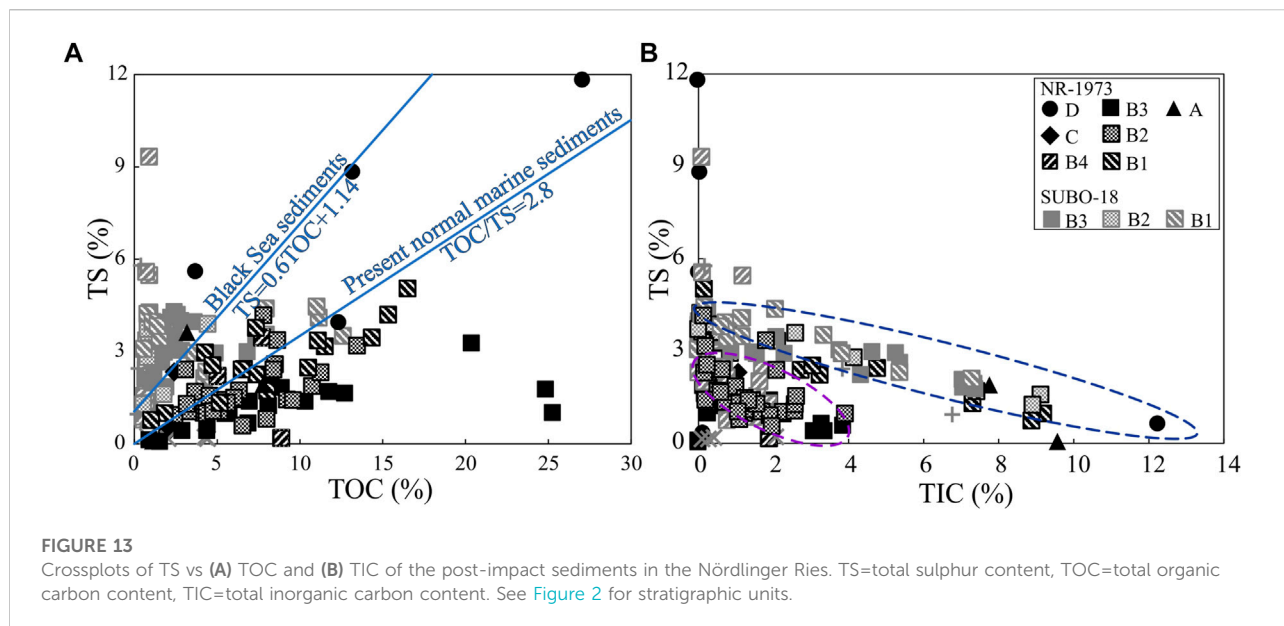 A
12
9
6
3
0
TS (%)
Black Sea sediments
TS=0.6TOC+1.14
Present normal marine sediments
TOC/TS=2.8
0 5 10 15 20 25 30
TOC (%)
B
12
9
6
3
0
TS (%)
NR-1973
D B3 A
C B2
B4 B1
SUBO-18
B3 B2 B1
0 2 4 6 8 10 12 14
TIC (%)
FIGURE 13
Crossplots of TS vs (A) TOC and (B) TIC of the post-impact sediments in the Nördlinger Ries. TS=total sulphur content, TOC=total organic
carbon content, TIC=total inorganic carbon content. See Figure 2 for stratigraphic units.